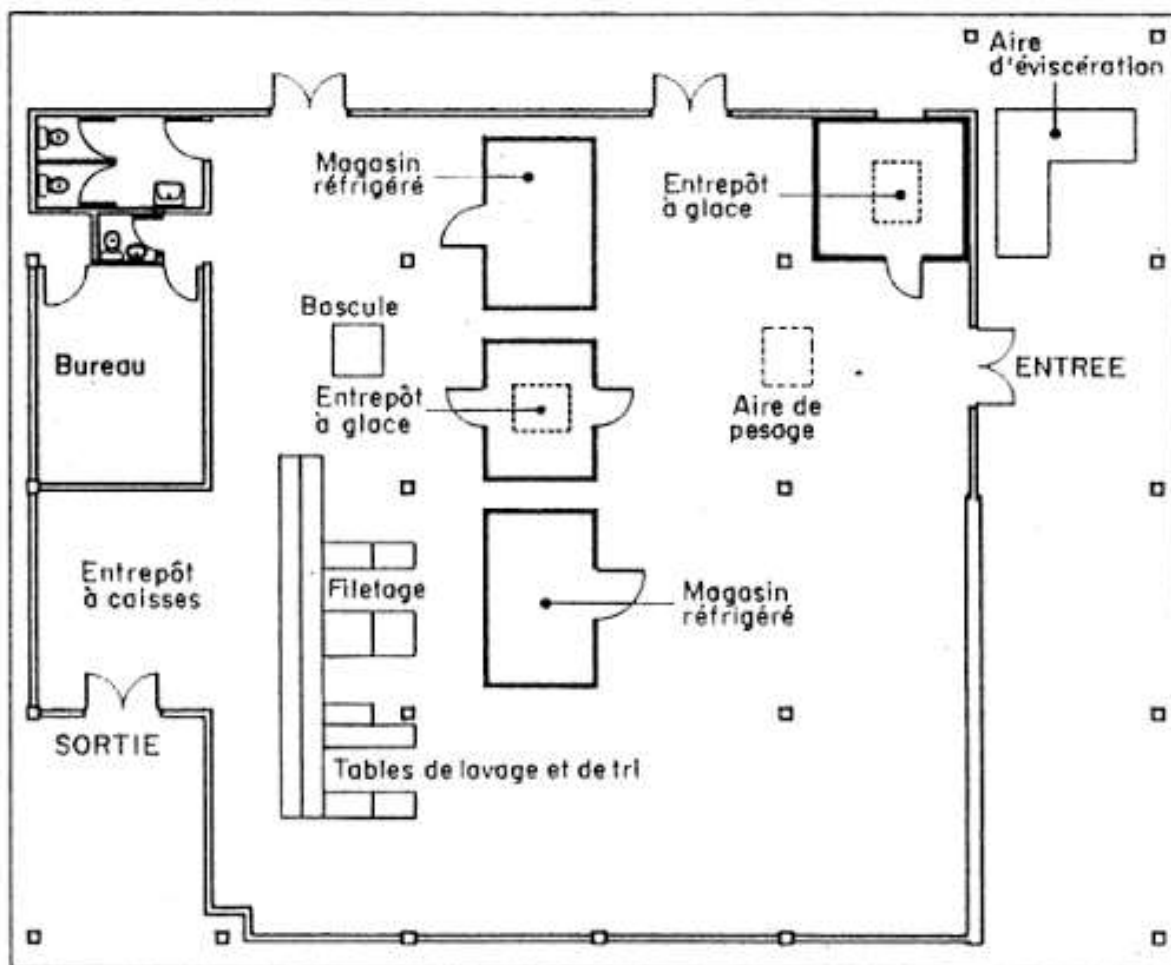 Aire
d'éviscération
Magasin
réfrigéré
Entrepôt
à glace
Bascule
Bureau
ENTREE
Entrepôt
à glace
Aire de
pesage
Entrepôt
à caisses
Filetage
Magasin
réfrigéré
SORTIE
Tables de lavage et de tri